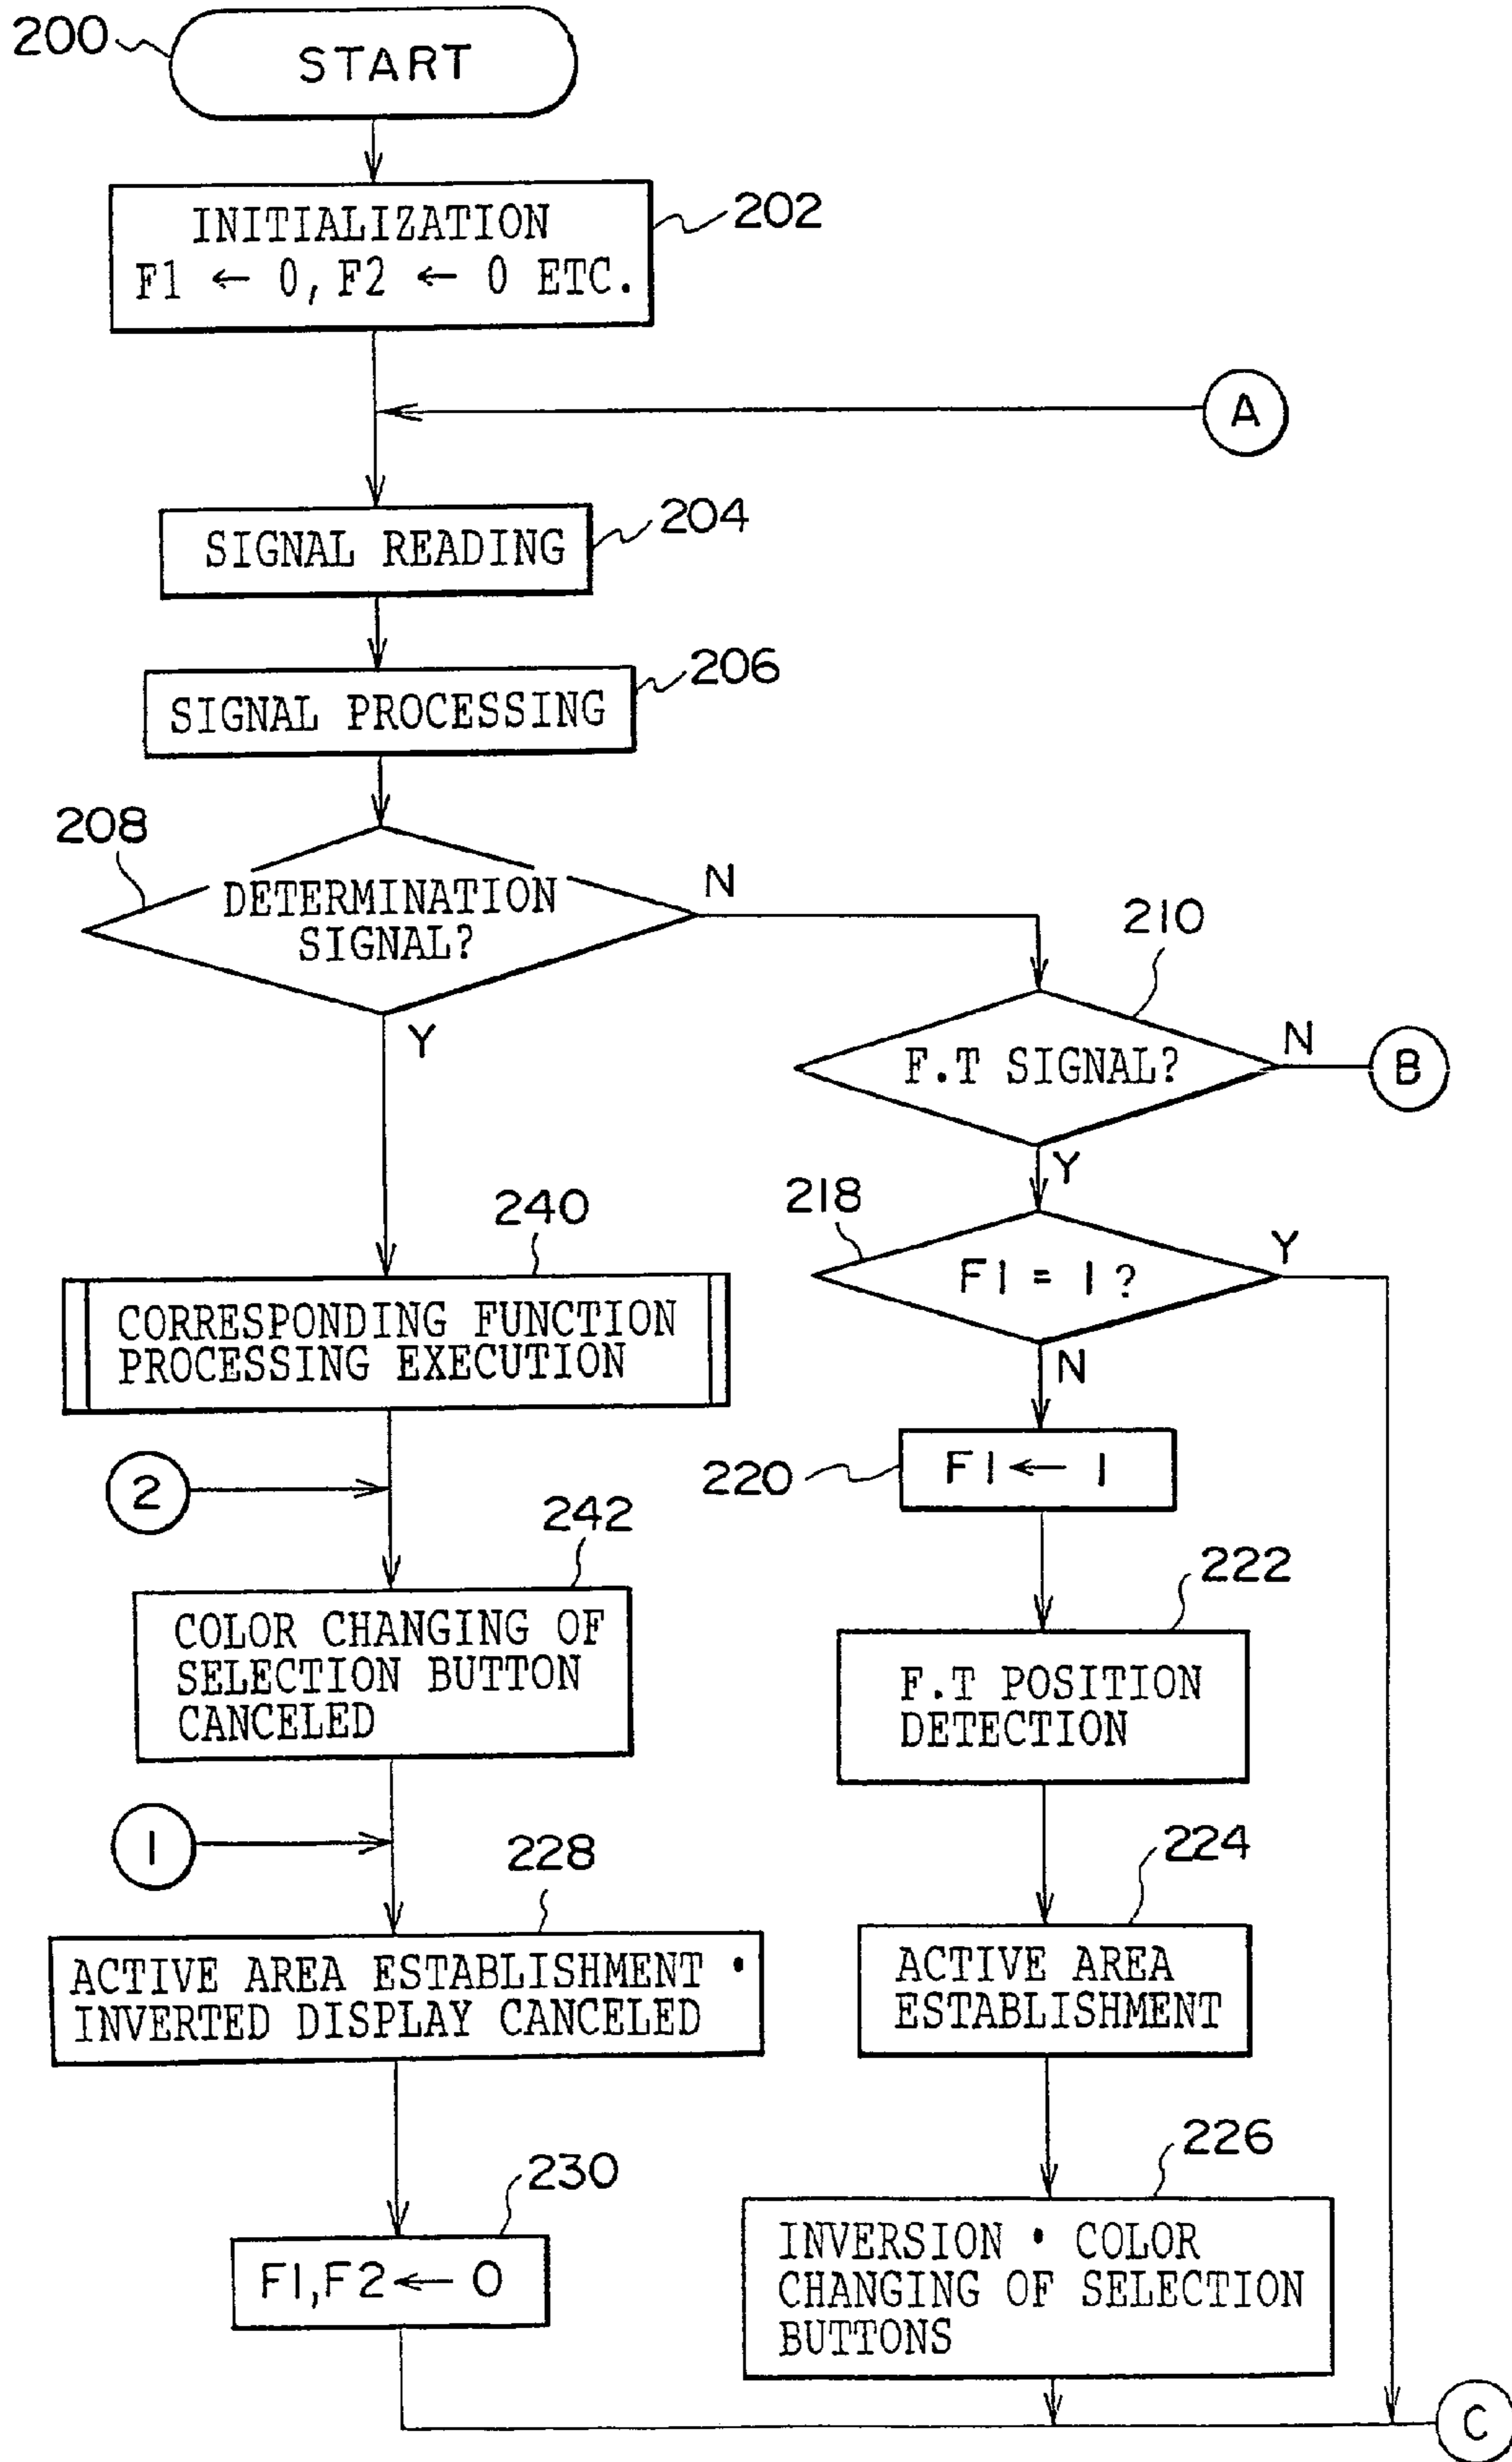 200
START
INITIALIZATION
F1 ← 0, F2 ← 0 ETC.
202
A
SIGNAL READING
204
SIGNAL PROCESSING
206
208
DETERMINATION
SIGNAL?
N
Y
210
F.T SIGNAL?
N
B
Y
218
F1 = 1?
Y
N
240
CORRESPONDING FUNCTION
PROCESSING EXECUTION
220
F1 ← 1
2
242
COLOR CHANGING OF
SELECTION BUTTON
CANCELED
222
F.T POSITION
DETECTION
1
228
ACTIVE AREA ESTABLISHMENT •
INVERTED DISPLAY CANCELED
224
ACTIVE AREA
ESTABLISHMENT
230
F1,F2 ← 0
226
INVERSION • COLOR
CHANGING OF SELECTION
BUTTONS
C